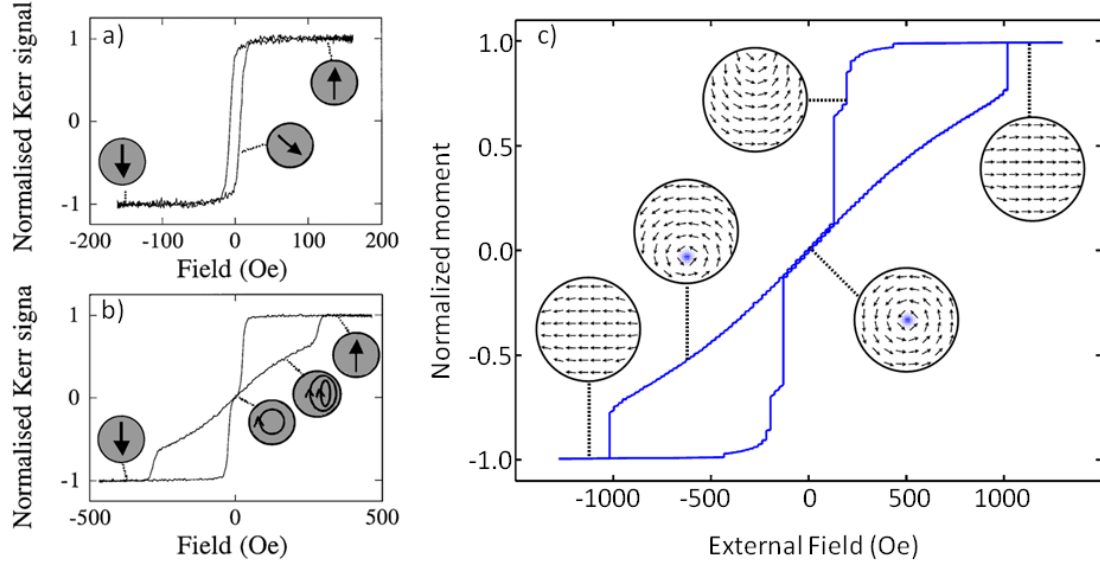 a)
Normalised Kerr signal
1
0
-1
-200
-100
0
100
200
Field (Oe)
b)
Normalised Kerr signa
1
0
-1
-500
0
500
Field (Oe)
c)
Normalized moment
1.0
0.5
0.0
-0.5
-1.0
-1000
-500
0
500
1000
External Field (Oe)